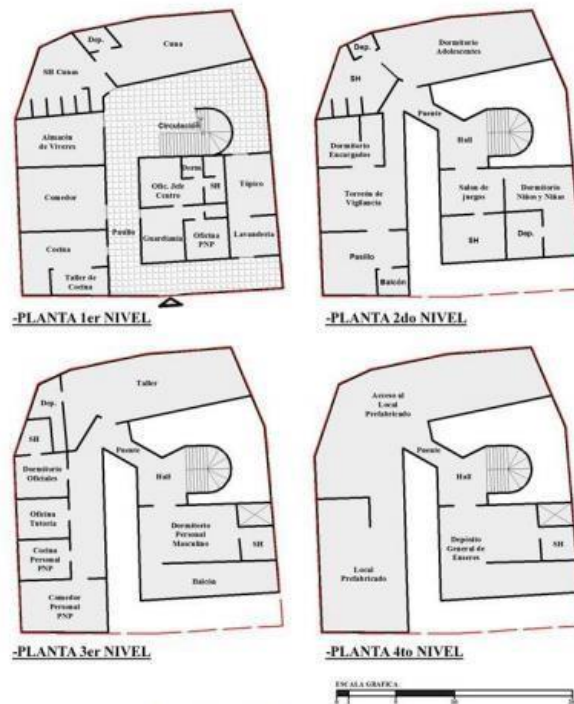 Dep.
Cuna
SH Cunas
Circulación
Almacén
de Víveres
Dorm
Ofic. Jefe
Centro
SH
Tópico
Comedor
Pasillo
Guardianía
Oficina
PNP
Lavandería
Cocina
Taller de
Cocina
-PLANTA 1er NIVEL
Dep.
Dormitorio
Adolescentes
SH
Puente
Hall
Dormitorio
Encargados
Torreón de
Vigilancia
Salon de
juegos
Dormitorio
Niños y Niñas
SH
Dep.
Pasillo
Balcón
-PLANTA 2do NIVEL
Taller
Dep.
SH
Puente
Hall
Dormitorio
Oficiales
Oficina
Tutoría
Dormitorio
Personal
Masculino
SH
Cocina
Personal
PNP
Balcón
Comedor
Personal
PNP
-PLANTA 3er NIVEL
Acceso al
Local
Prefabricado
Puente
Hall
Depósito
General de
Enseres
SH
Local
Prefabricado
-PLANTA 4to NIVEL
ESCALA GRAFICA